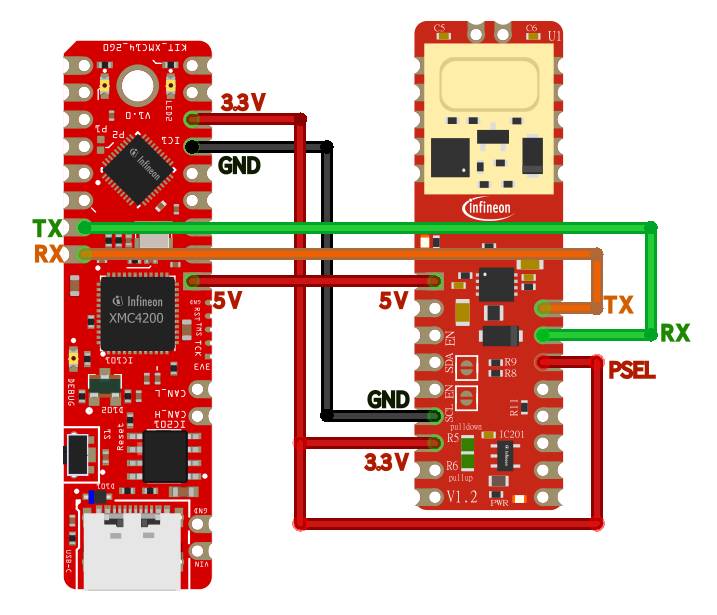 KIT_XMC14_2GO
LED2
V1.0
P1
P2
IC1
Infineon
3.3V
GND
TX
RX
5V
Infineon
XMC4200
GND
RST
TMS
TCK
3V3
IC101
DEBUG
D102
CAN_L
CAN_H
IC201
Reset
D101
GND
VIN
USB-C
C5
C6
U1
infineon
5V
TX
RX
PSEL
EN
SDA
R9
R8
SCL
EN
GND
R11
pulldown
R5
IC201
3.3V
R6
pullup
V1.2
PWR